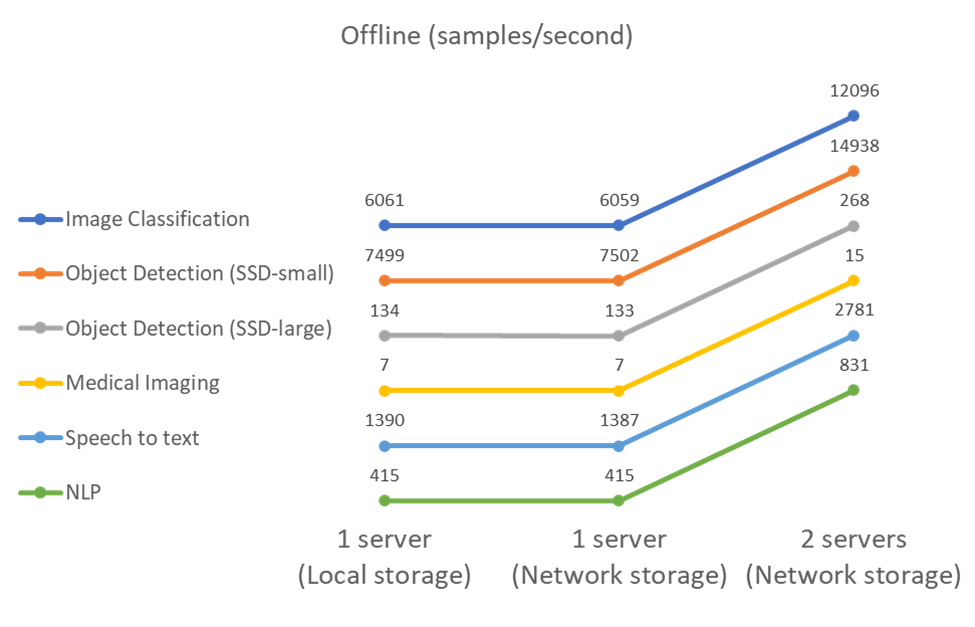 Offline (samples/second)
12096
14938
6061 6059 268
Image Classification
7499 7502 15
Object Detection (SSD-small)
134 133 2781
Object Detection (SSD-large)
7 7 831
Medical Imaging
1390 1387
Speech to text
415 415
NLP
1 server 1 server 2 servers
(Local storage) (Network storage) (Network storage)